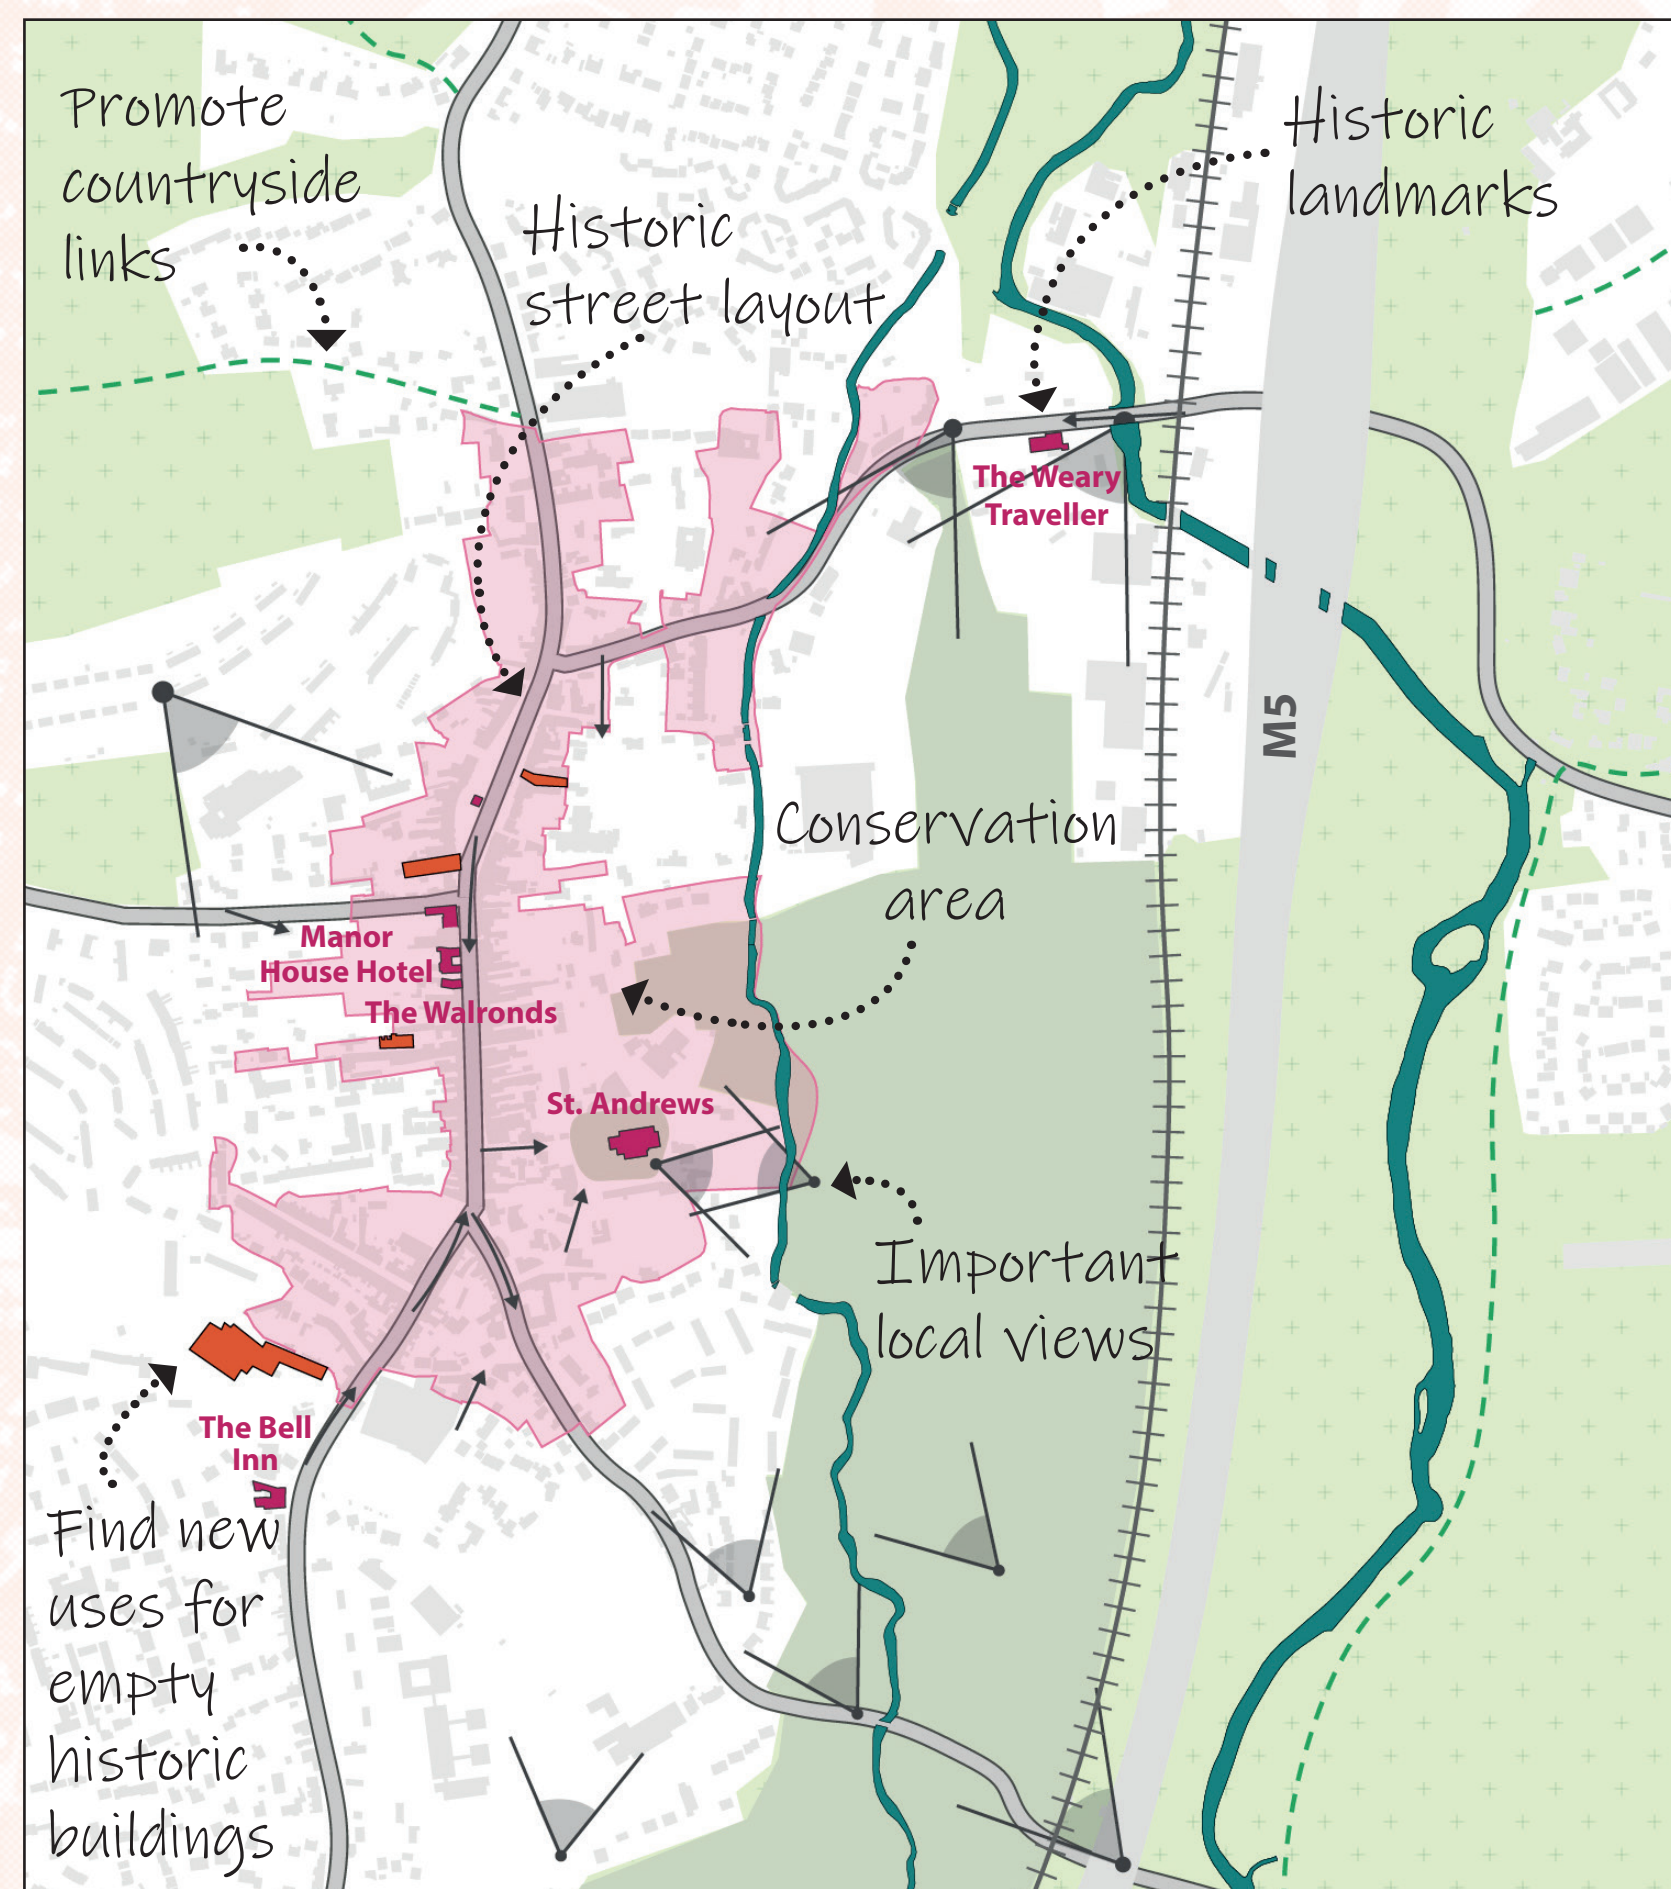 Promote
countryside
links
Historic
street layout
Historic
landmarks
The Weary
Traveller
M5
Conservation
area
Manor
House Hotel
The Walronds
St. Andrews
Important
local views
The Bell
Inn
Find new
uses for
empty
historic
buildings